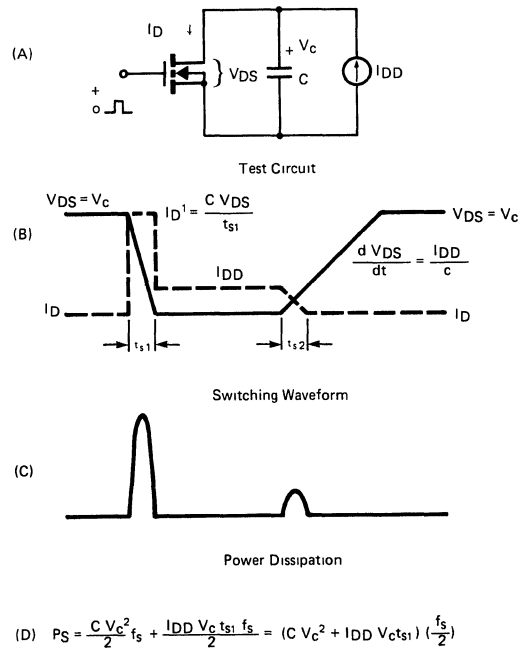 (A)
I_D ↓
+ V_C
V_DS
C
I_DD
+
o
Test Circuit
(B)
V_DS = V_C
I_D¹ = C V_DS / t_S1
V_DS = V_C
d V_DS / dt = I_DD / c
I_DD
I_D
I_D
t_s1
t_s2
Switching Waveform
(C)
Power Dissipation
(D) P_S = C V_C² / 2 f_s + I_DD V_C t_s1 f_s / 2 = (C V_C² + I_DD V_C t_s1) (f_s / 2)